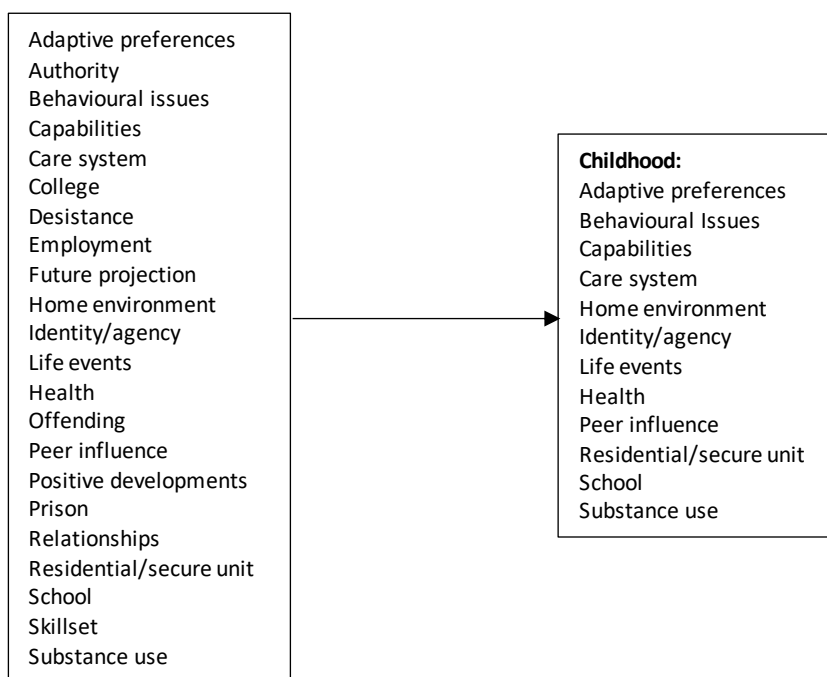 Adaptive preferences
Authority
Behavioural issues
Capabilities
Care system
College
Desistance
Employment
Future projection
Home environment
Identity/agency
Life events
Health
Offending
Peer influence
Positive developments
Prison
Relationships
Residential/secure unit
School
Skillset
Substance use
Childhood:
Adaptive preferences
Behavioural Issues
Capabilities
Care system
Home environment
Identity/agency
Life events
Health
Peer influence
Residential/secure unit
School
Substance use